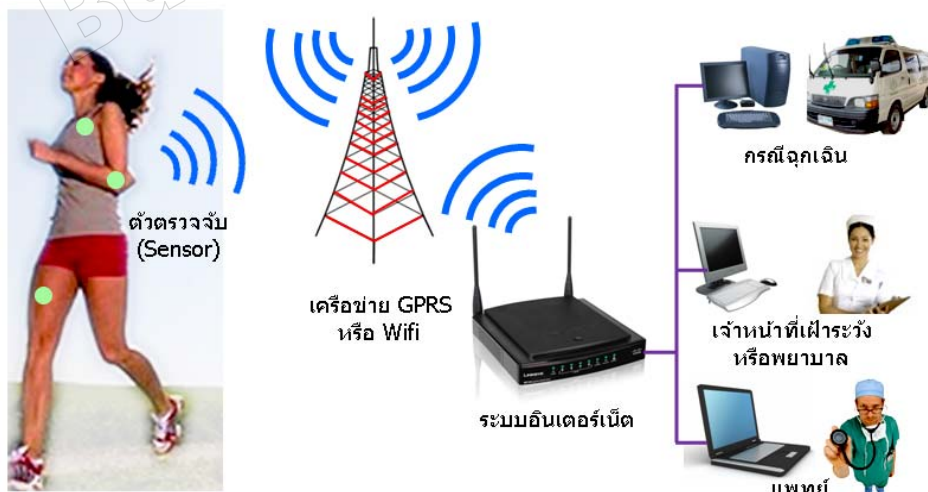 ตัวตรวจจับ
(Sensor)
เครือข่าย GPRS
หรือ Wifi
ระบบอินเตอร์เน็ต
กรณีฉุกเฉิน
เจ้าหน้าที่เฝ้าระวัง
หรือพยาบาล
แพทย์